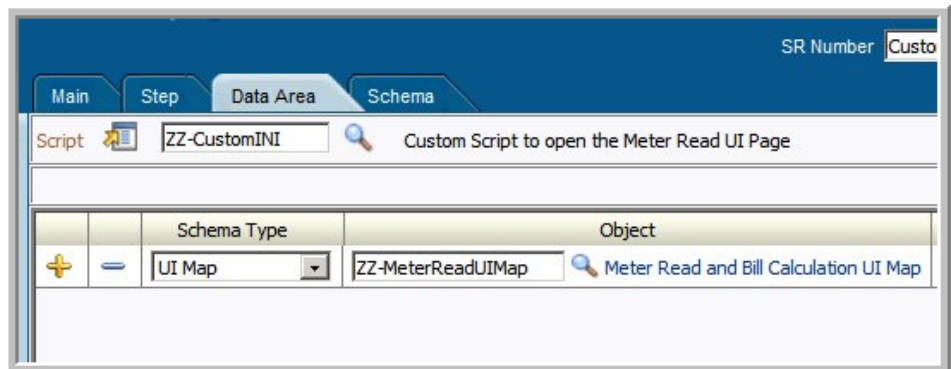 SR Number Custo
Main Step Data Area Schema
Script ZZ-CustomINI Custom Script to open the Meter Read UI Page
Schema Type Object
UI Map ZZ-MeterReadUIMap Meter Read and Bill Calculation UI Map